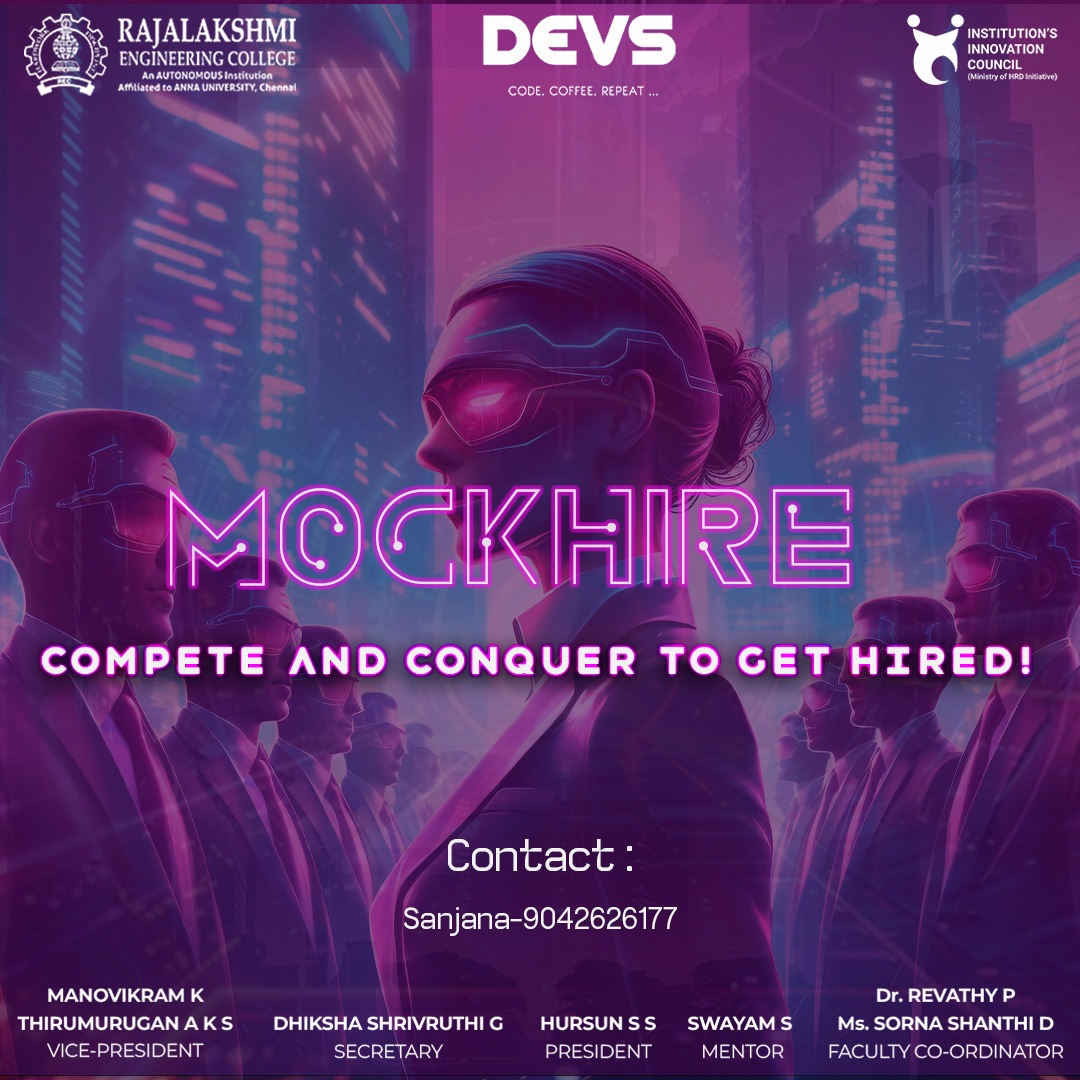 RAJALAKSHMI
ENGINEERING COLLEGE
An AUTONOMOUS Institution
Affiliated to ANNA UNIVERSITY, Chennai
REC
DEVS
CODE. COFFEE. REPEAT ...
INSTITUTION'S
INNOVATION
COUNCIL
(Ministry of HRD Initiative)
MOCKHIRE
COMPETE AND CONQUER TO GET HIRED!
Contact :
Sanjana-9042626177
MANOVIKRAM K
THIRUMURUGAN A K S
VICE-PRESIDENT
DHIKSHA SHRIVRUTHI G
SECRETARY
HURSUN S S
PRESIDENT
SWAYAM S
MENTOR
Dr. REVATHY P
Ms. SORNA SHANTHI D
FACULTY CO-ORDINATOR